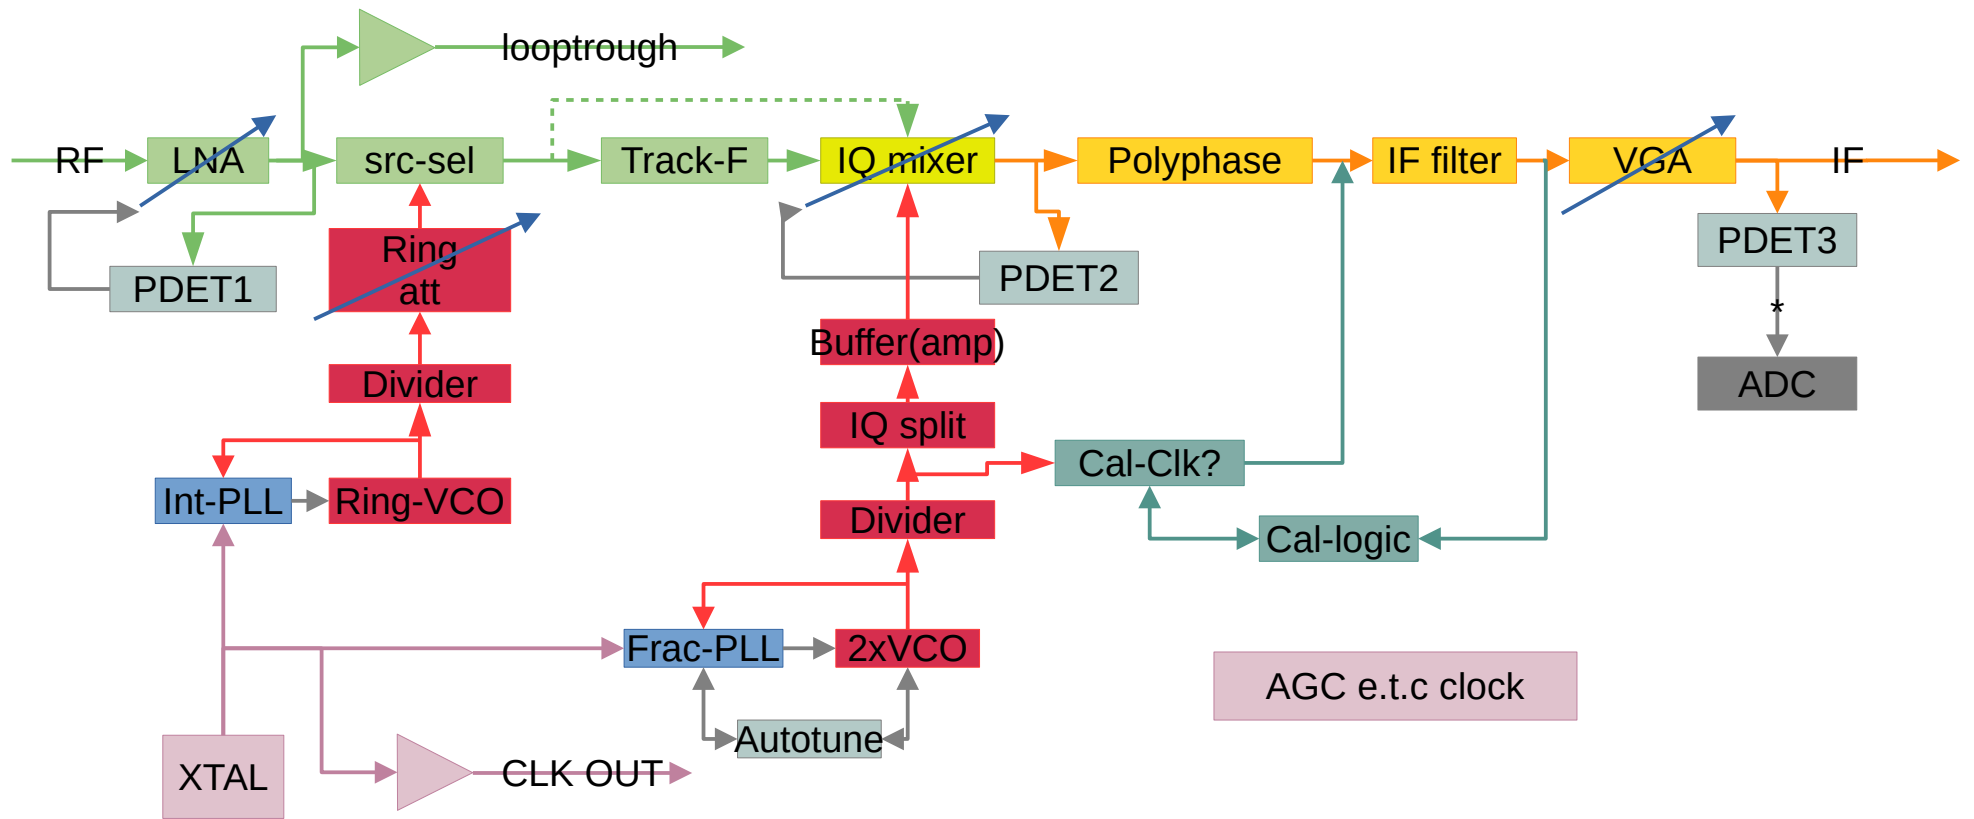 looptrough
RF
LNA
src-sel
Track-F
IQ mixer
Polyphase
IF filter
VGA
IF
PDET1
Ring
att
PDET2
PDET3
*
Buffer(amp)
Divider
ADC
IQ split
Cal-Clk?
Int-PLL
Ring-VCO
Divider
Cal-logic
Frac-PLL
2xVCO
AGC e.t.c clock
Autotune
XTAL
CLK OUT